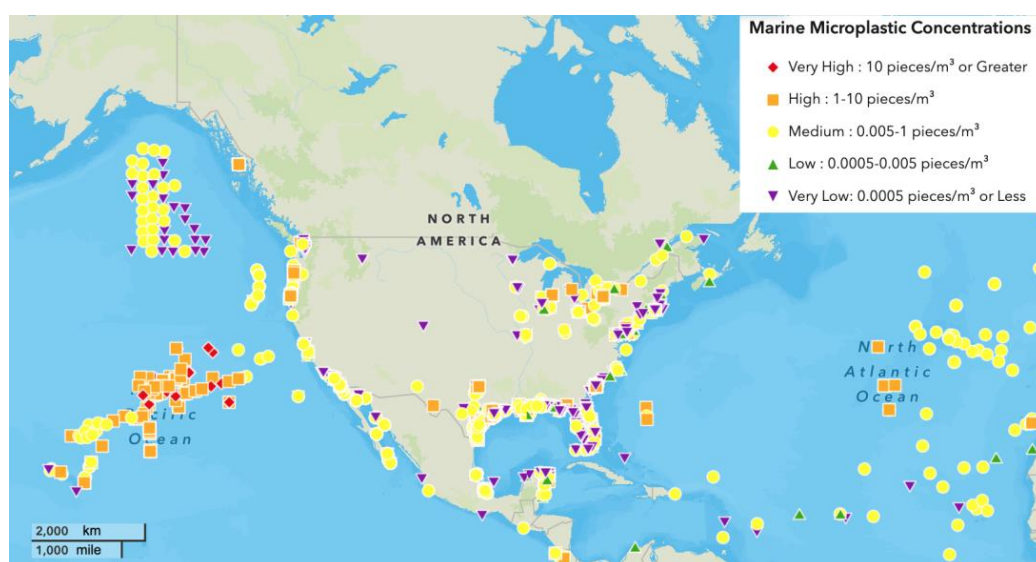 Marine Microplastic Concentrations
Very High : 10 pieces/m³ or Greater
High : 1-10 pieces/m³
Medium : 0.005-1 pieces/m³
Low : 0.0005-0.005 pieces/m³
Very Low: 0.0005 pieces/m³ or Less
NORTH
AMERICA
North
Atlantic
Ocean
Pacific
Ocean
2,000 km
1,000 mile